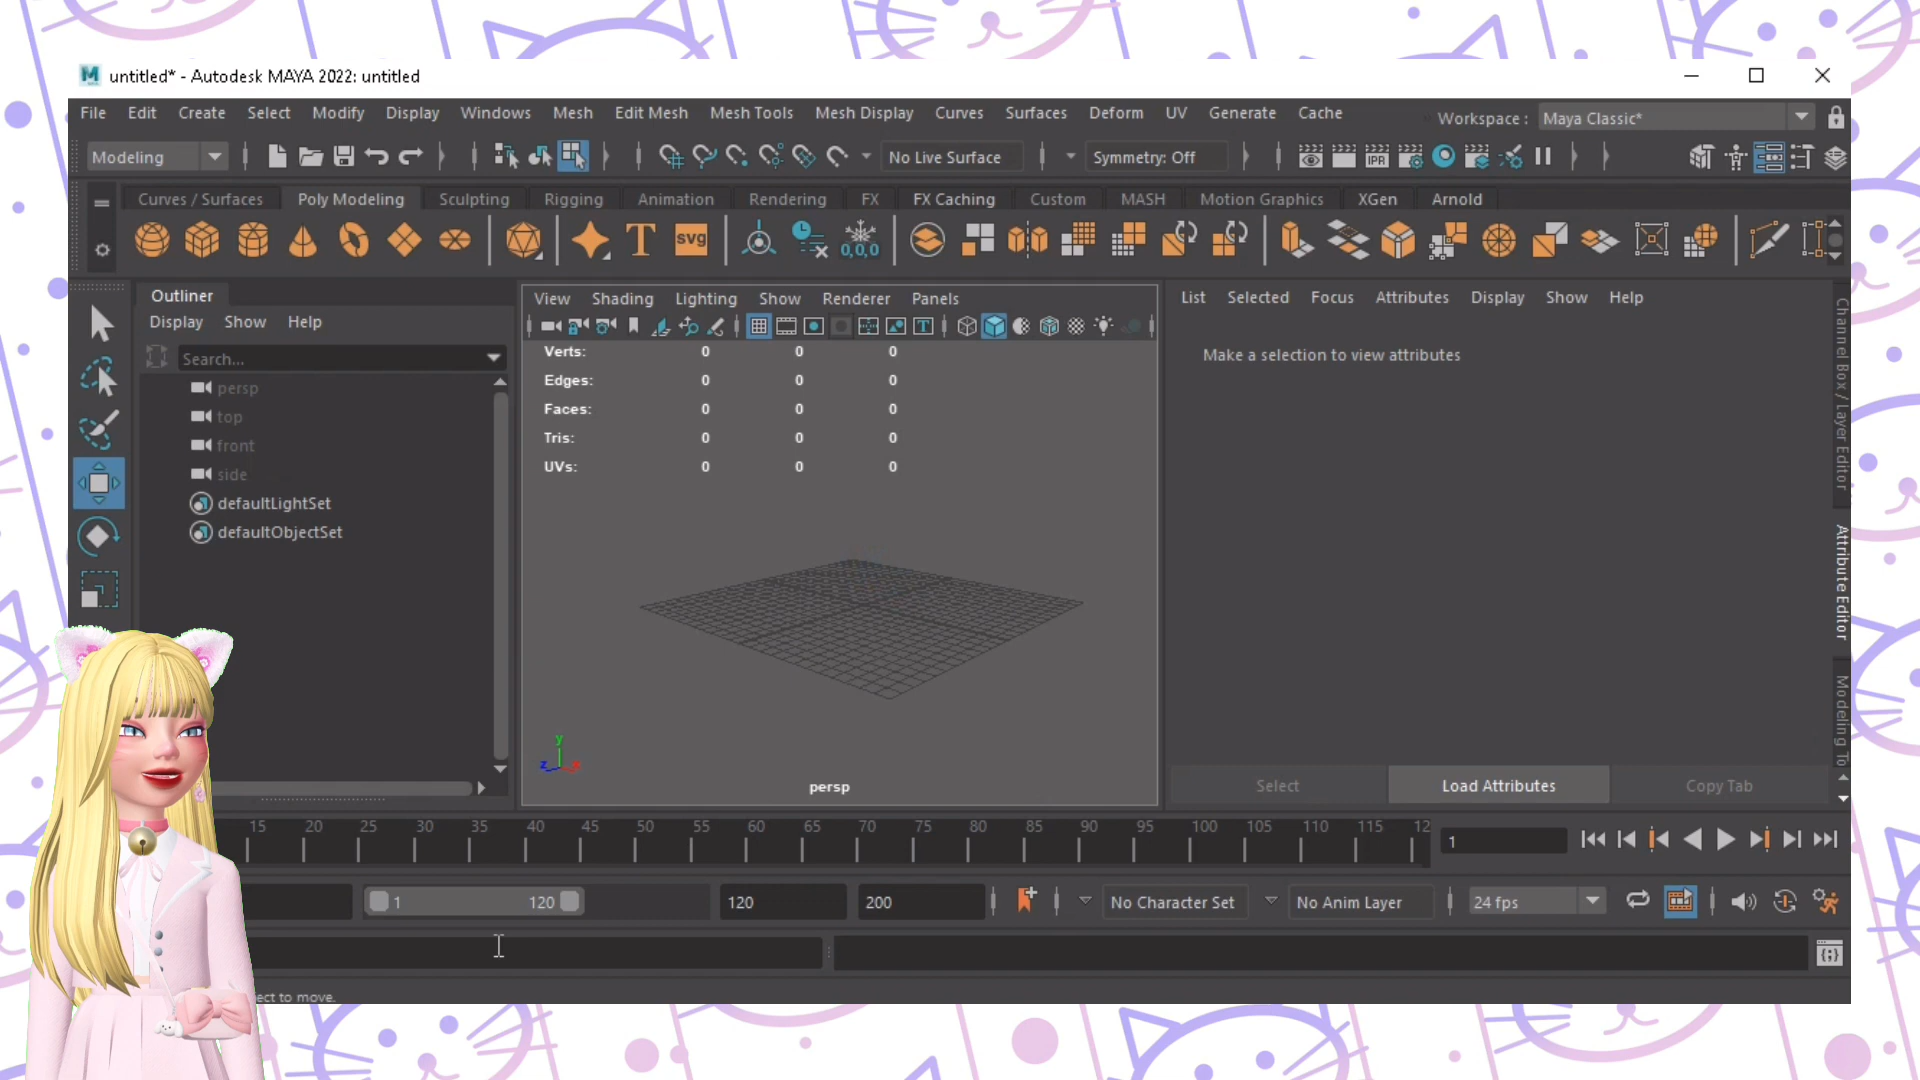 untitled* - Autodesk MAYA 2022: untitled
File Edit Create Select Modify Display Windows Mesh Edit Mesh Mesh Tools Mesh Display Curves Surfaces Deform UV Generate Cache
Workspace : Maya Classic*
Modeling
No Live Surface
Symmetry: Off
IPR
Curves / Surfaces Poly Modeling Sculpting Rigging Animation Rendering FX FX Caching Custom MASH Motion Graphics XGen Arnold
T
svg
0,0,0
Outliner
Display Show Help
Search...
persp
top
front
side
defaultLightSet
defaultObjectSet
View Shading Lighting Show Renderer Panels
Verts: 0 0 0
Edges: 0 0 0
Faces: 0 0 0
Tris: 0 0 0
UVs: 0 0 0
y
z x
persp
List Selected Focus Attributes Display Show Help
Make a selection to view attributes
Select Load Attributes Copy Tab
Channel Box / Layer Editor
Attribute Editor
Modeling To
15 20 25 30 35 40 45 50 55 60 65 70 75 80 85 90 95 100 105 110 115 12
1
1 120 120 200
No Character Set
No Anim Layer
24 fps
ect to move.